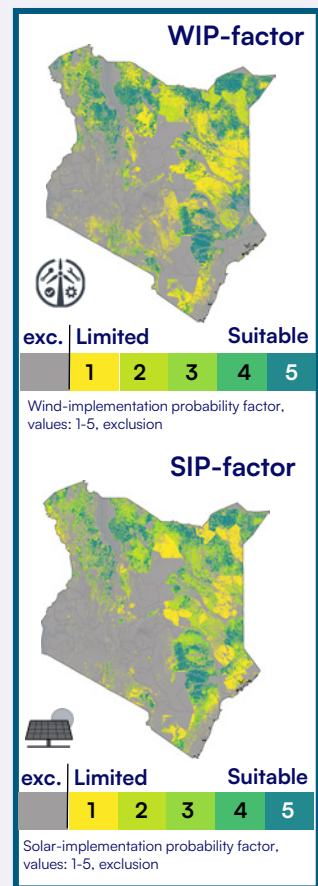 WIP-factor
exc. Limited Suitable
1 2 3 4 5
Wind-implementation probability factor,
values: 1-5, exclusion
SIP-factor
exc. Limited Suitable
1 2 3 4 5
Solar-implementation probability factor,
values: 1-5, exclusion